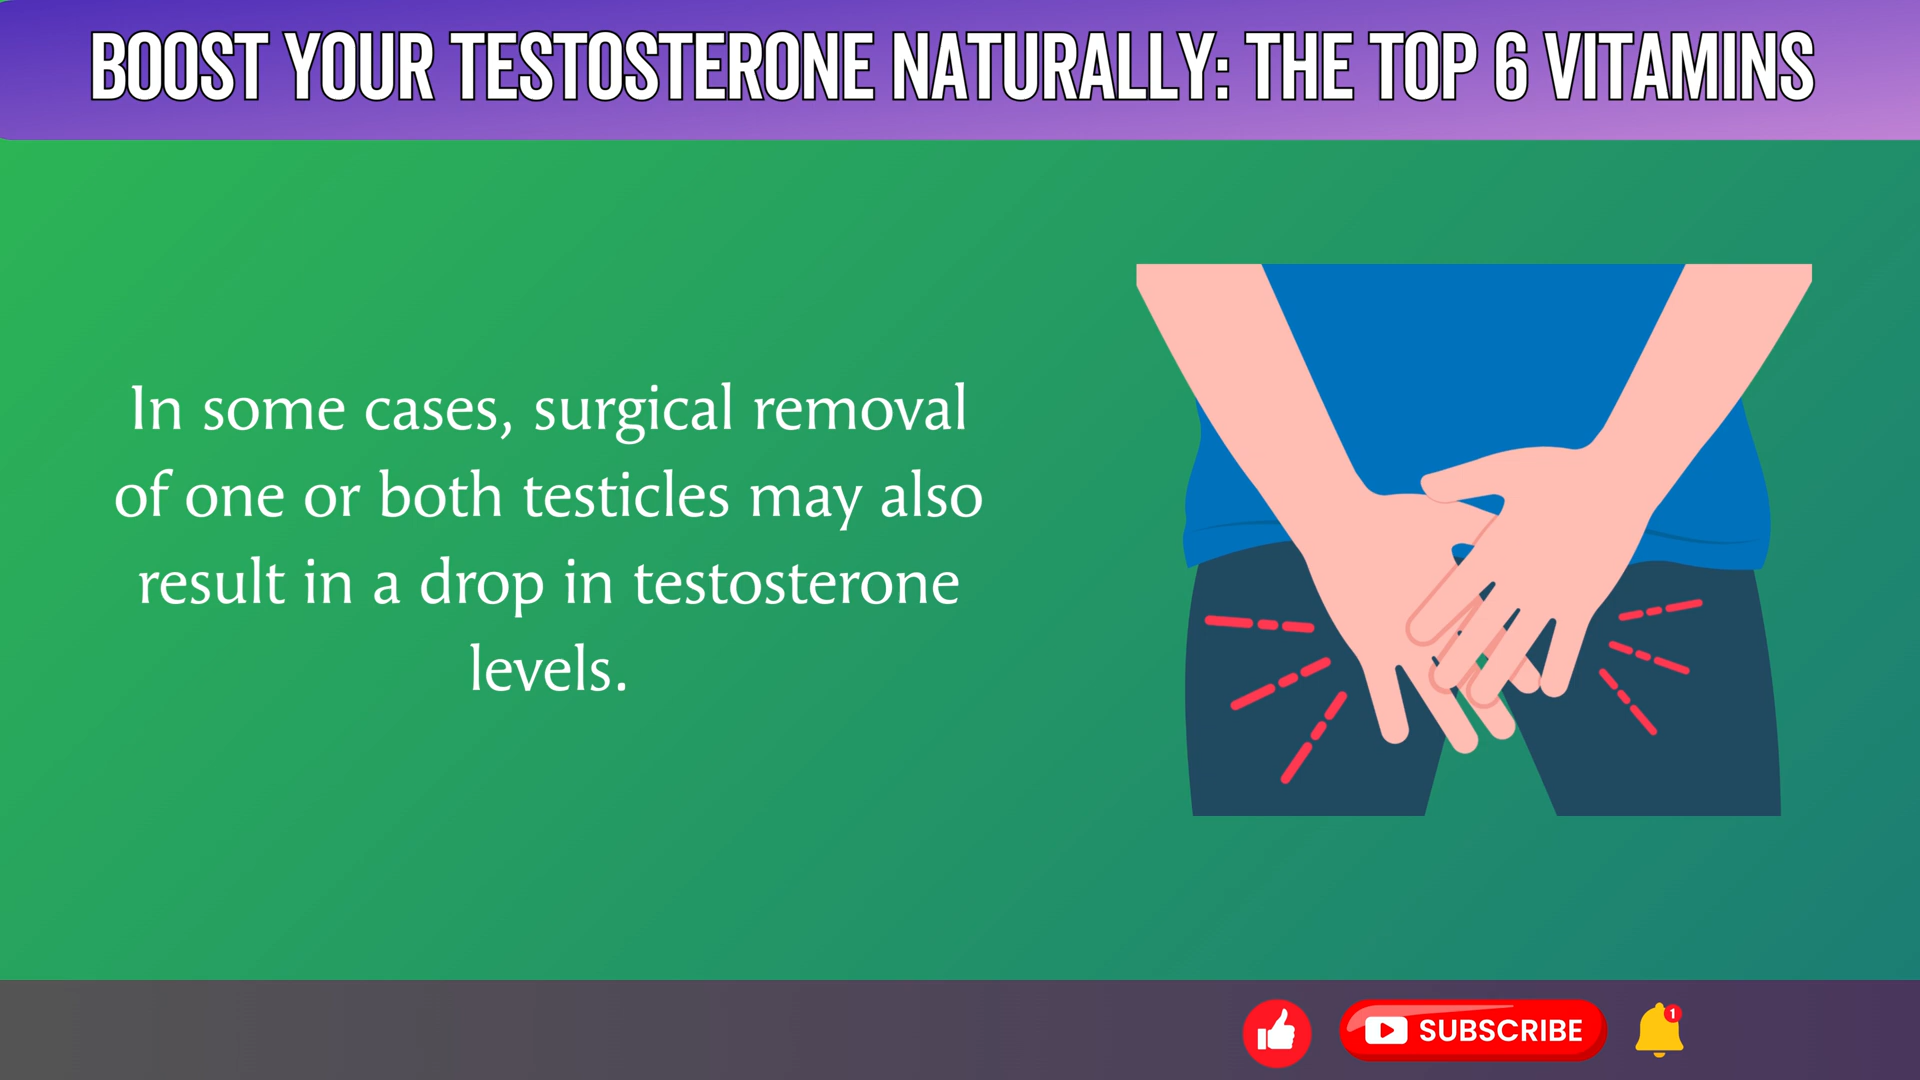 BOOST YOUR TESTOSTERONE NATURALLY: THE TOP 6 VITAMINS
In some cases, surgical removal
of one or both testicles may also
result in a drop in testosterone
levels.
SUBSCRIBE
1